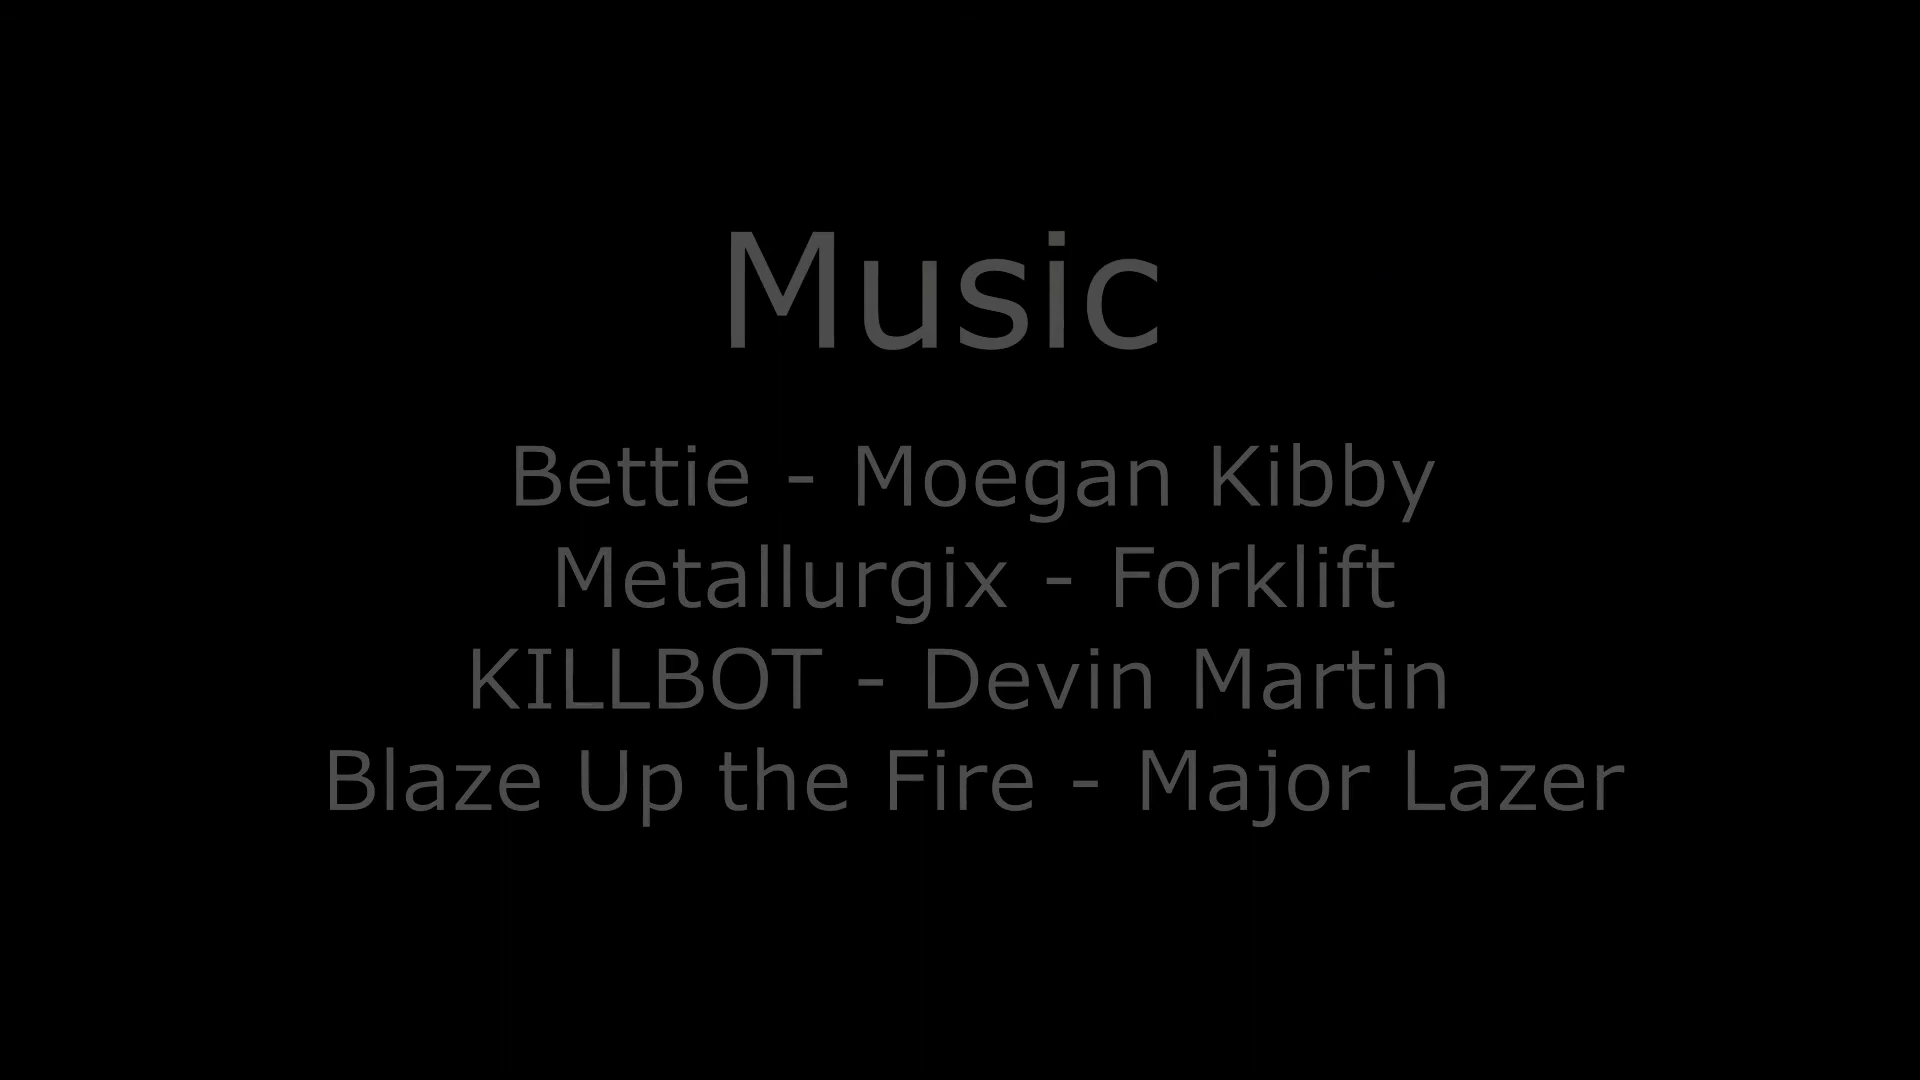 Music
Bettie - Moegan Kibby
Metallurgix - Forklift
KILLBOT - Devin Martin
Blaze Up the Fire - Major Lazer